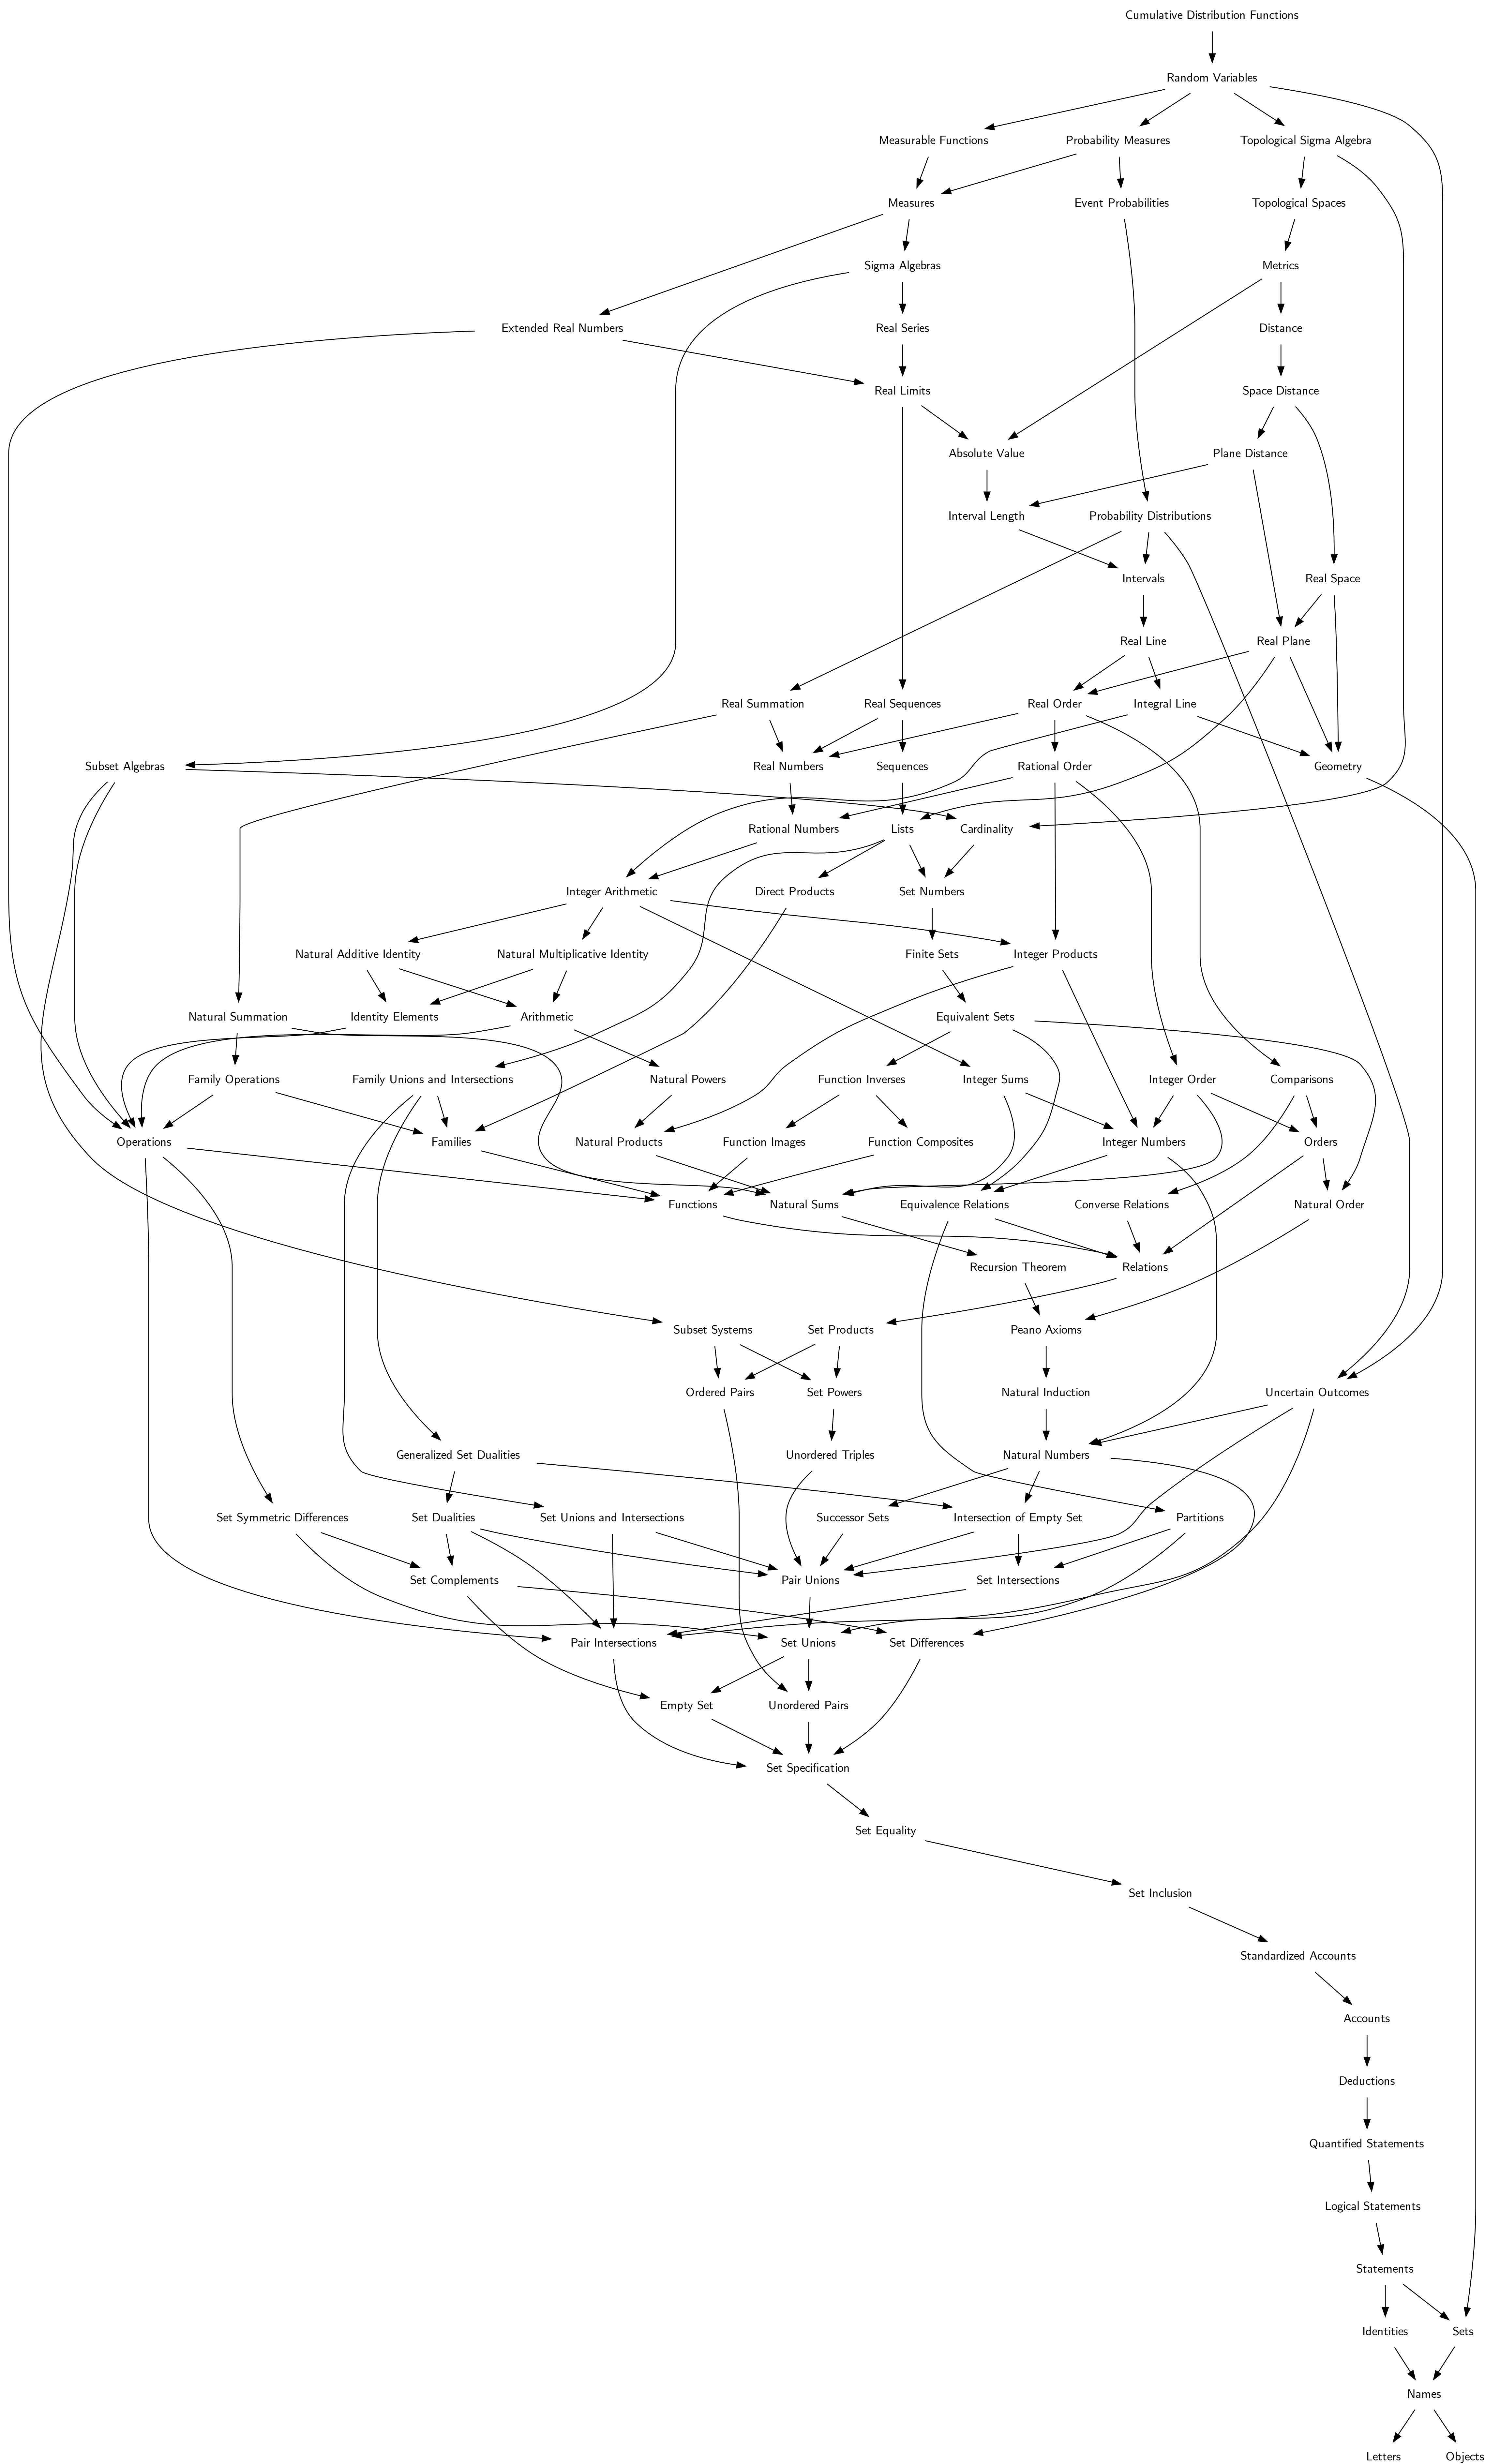 Cumulative Distribution Functions
Random Variables
Measurable Functions
Probability Measures
Topological Sigma Algebra
Measures
Event Probabilities
Topological Spaces
Sigma Algebras
Metrics
Extended Real Numbers
Real Series
Distance
Real Limits
Space Distance
Absolute Value
Plane Distance
Interval Length
Probability Distributions
Intervals
Real Space
Real Line
Real Plane
Real Summation
Real Sequences
Real Order
Integral Line
Subset Algebras
Real Numbers
Sequences
Rational Order
Geometry
Rational Numbers
Lists
Cardinality
Integer Arithmetic
Direct Products
Set Numbers
Natural Additive Identity
Natural Multiplicative Identity
Finite Sets
Integer Products
Natural Summation
Identity Elements
Arithmetic
Equivalent Sets
Family Operations
Family Unions and Intersections
Natural Powers
Function Inverses
Integer Sums
Integer Order
Comparisons
Operations
Families
Natural Products
Function Images
Function Composites
Integer Numbers
Orders
Functions
Natural Sums
Equivalence Relations
Converse Relations
Natural Order
Recursion Theorem
Relations
Subset Systems
Set Products
Peano Axioms
Ordered Pairs
Set Powers
Natural Induction
Uncertain Outcomes
Generalized Set Dualities
Unordered Triples
Natural Numbers
Set Symmetric Differences
Set Dualities
Set Unions and Intersections
Successor Sets
Intersection of Empty Set
Partitions
Set Complements
Pair Unions
Set Intersections
Pair Intersections
Set Unions
Set Differences
Empty Set
Unordered Pairs
Set Specification
Set Equality
Set Inclusion
Standardized Accounts
Accounts
Deductions
Quantified Statements
Logical Statements
Statements
Identities
Sets
Names
Letters
Objects